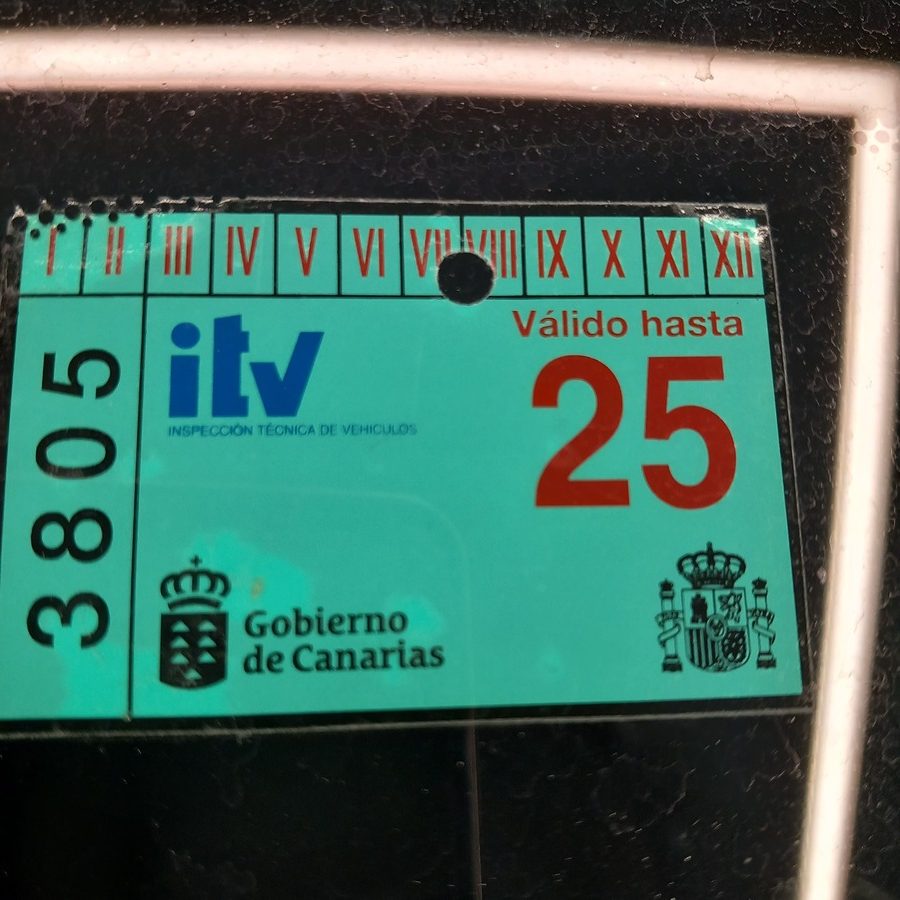 I II III IV V VI VII VIII IX X XI XII
3805
itv
INSPECCIÓN TÉCNICA DE VEHICULOS
Válido hasta
25
Gobierno
de Canarias